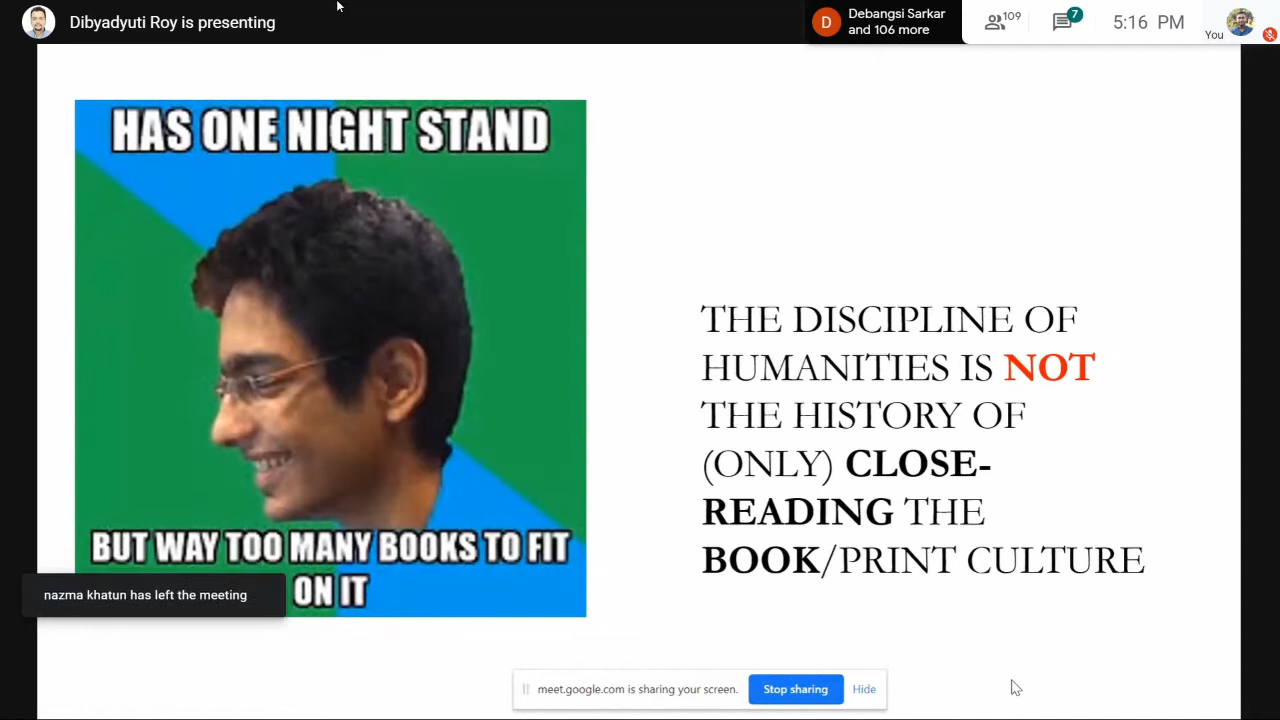 Dibyadyuti Roy is presenting
D
Debangsi Sarkar
and 106 more
109
7
5:16 PM
You
HAS ONE NIGHT STAND
BUT WAY TOO MANY BOOKS TO FIT
ON IT
nazma khatun has left the meeting
THE DISCIPLINE OF
HUMANITIES IS NOT
THE HISTORY OF
(ONLY) CLOSE-
READING THE
BOOK/PRINT CULTURE
meet.google.com is sharing your screen.
Stop sharing
Hide